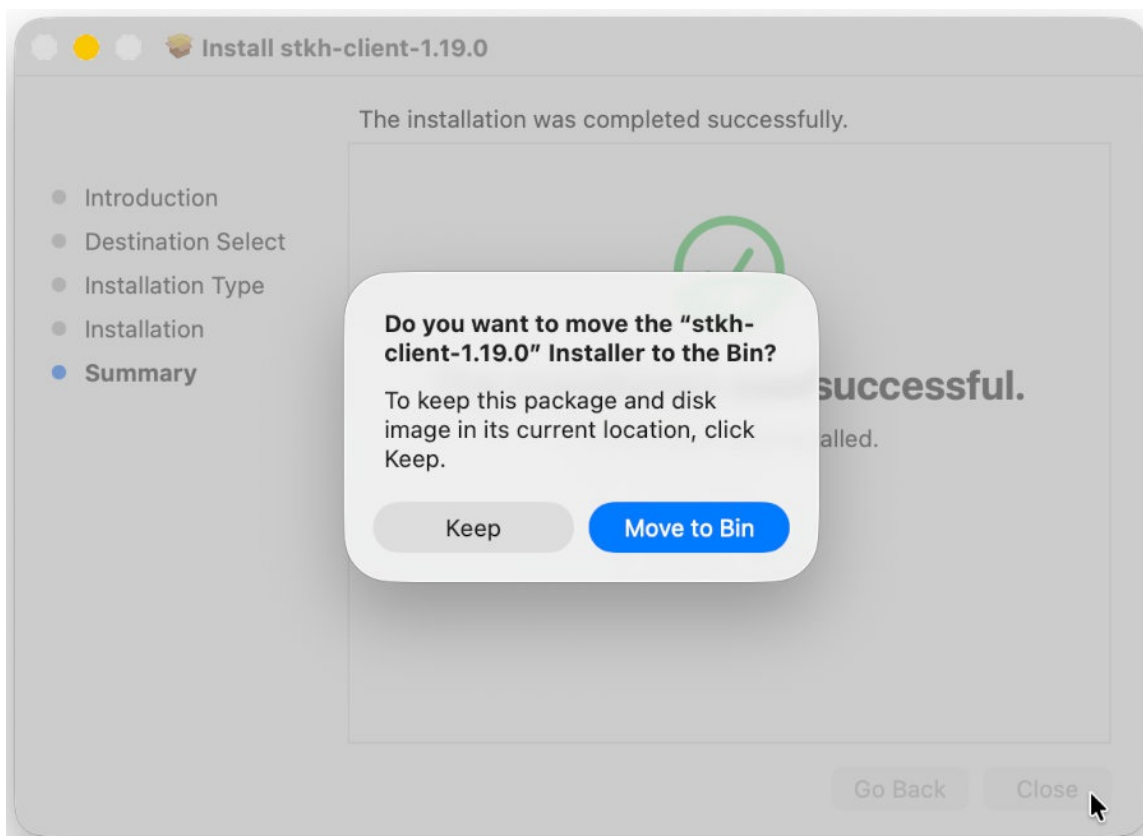 Install stkh-client-1.19.0
The installation was completed successfully.
Introduction
Destination Select
Installation Type
Installation
Summary
Do you want to move the “stkh-
client-1.19.0” Installer to the Bin?
To keep this package and disk
image in its current location, click
Keep.
Keep
Move to Bin
successful.
Go Back
Close